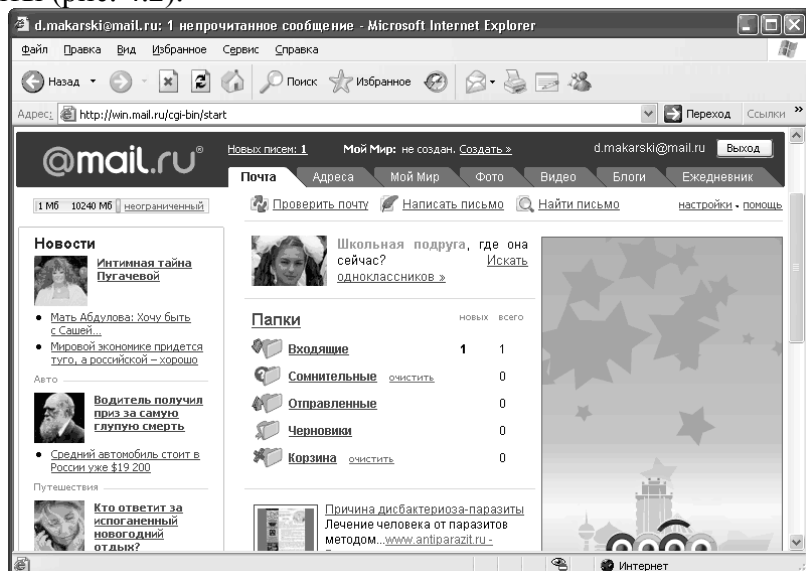 ты (рис. 4.2).
d.makarski@mail.ru: 1 непрочитанное сообщение - Microsoft Internet Explorer
Файл Правка Вид Избранное Сервис Справка
Назад Поиск Избранное
Адрес: http://win.mail.ru/cgi-bin/start Переход Ссылки »
@mail.ru®
Новых писем: 1 Мой Мир: не создан. Создать » d.makarski@mail.ru Выход
Почта Адреса Мой Мир Фото Видео Блоги Ежедневник
1 Мб 10240 Мб неограниченный
Проверить почту Написать письмо Найти письмо настройки - помощь
Новости
Интимная тайна
Пугачевой
Мать Абдулова: Хочу быть
с Сашей...
Мировой экономике придется
туго, а российской – хорошо
Авто
Водитель получил
приз за самую
глупую смерть
Средний автомобиль стоит в
России уже $19 200
Путешествия
Кто ответит за
испоганенный
новогодний
отдых?
Школьная подруга, где она
сейчас? Искать
одноклассников »
Папки новых всего
Входящие 1 1
Сомнительные очистить 0
Отправленные 0
Черновики 0
Корзина очистить 0
Причина дисбактериоза-паразиты
Лечение человека от паразитов
методом...www.antiparazit.ru -
Интернет